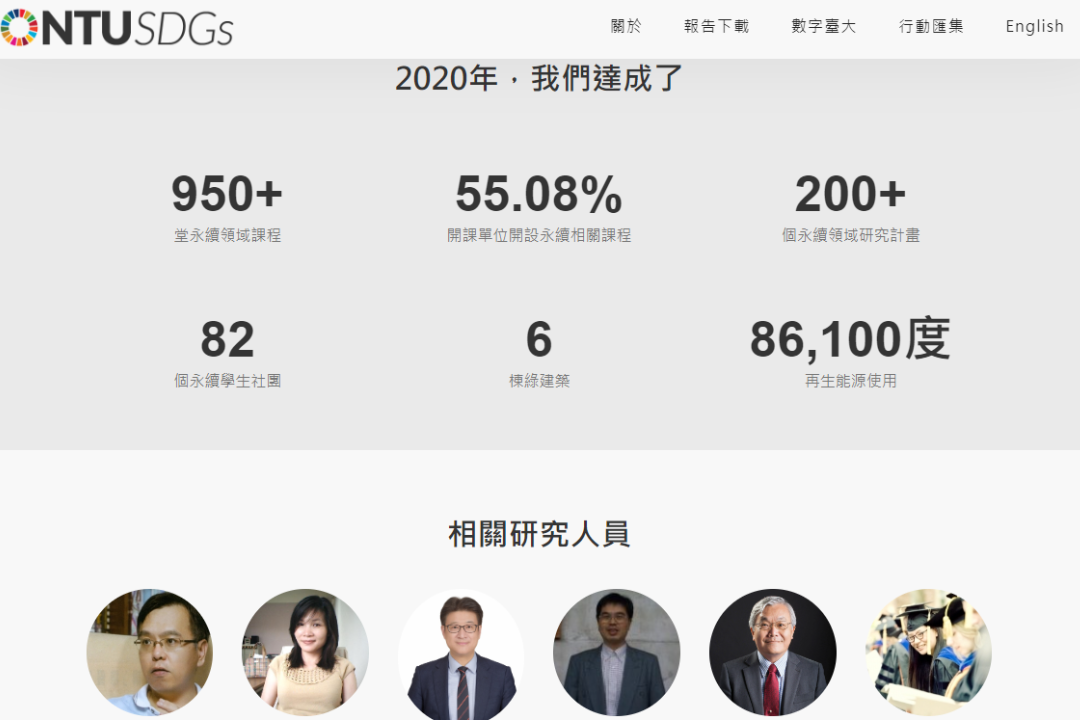 NTUSDGs
關於 報告下載 數字臺大 行動匯集 English
2020年，我們達成了
950+ 55.08% 200+
堂永續領域課程 開課單位開設永續相關課程 個永續領域研究計畫
82 6 86,100度
個永續學生社團 棟綠建築 再生能源使用
相關研究人員